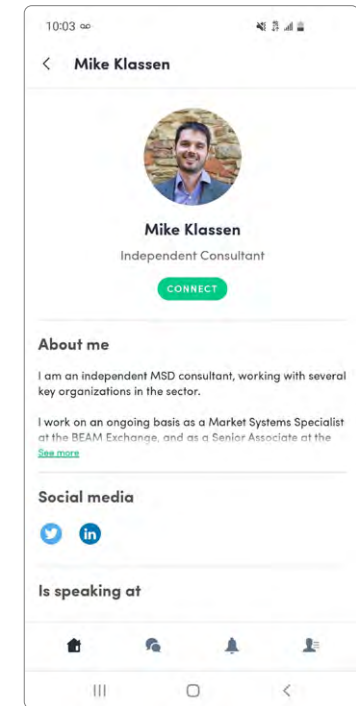 10:03
Mike Klassen
Mike Klassen
Independent Consultant
CONNECT
About me
I am an independent MSD consultant, working with several
key organizations in the sector.
I work on an ongoing basis as a Market Systems Specialist
at the BEAM Exchange, and as a Senior Associate at the
See more
Social media
in
Is speaking at